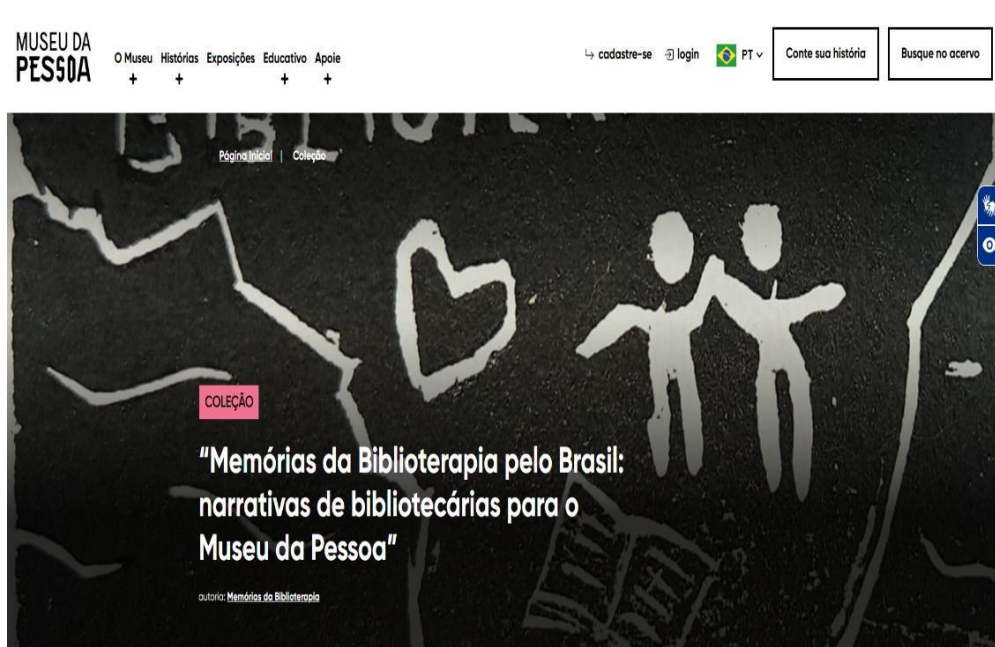 MUSEU DA
PESSOA
O Museu Histórias Exposições Educativo Apoie
+ + + +
cadastre-se login PT Conte sua história Busque no acervo
Página Inicial | Coleção
COLEÇÃO
“Memórias da Biblioterapia pelo Brasil:
narrativas de bibliotecárias para o
Museu da Pessoa”
autoria: Memórias da Biblioterapia